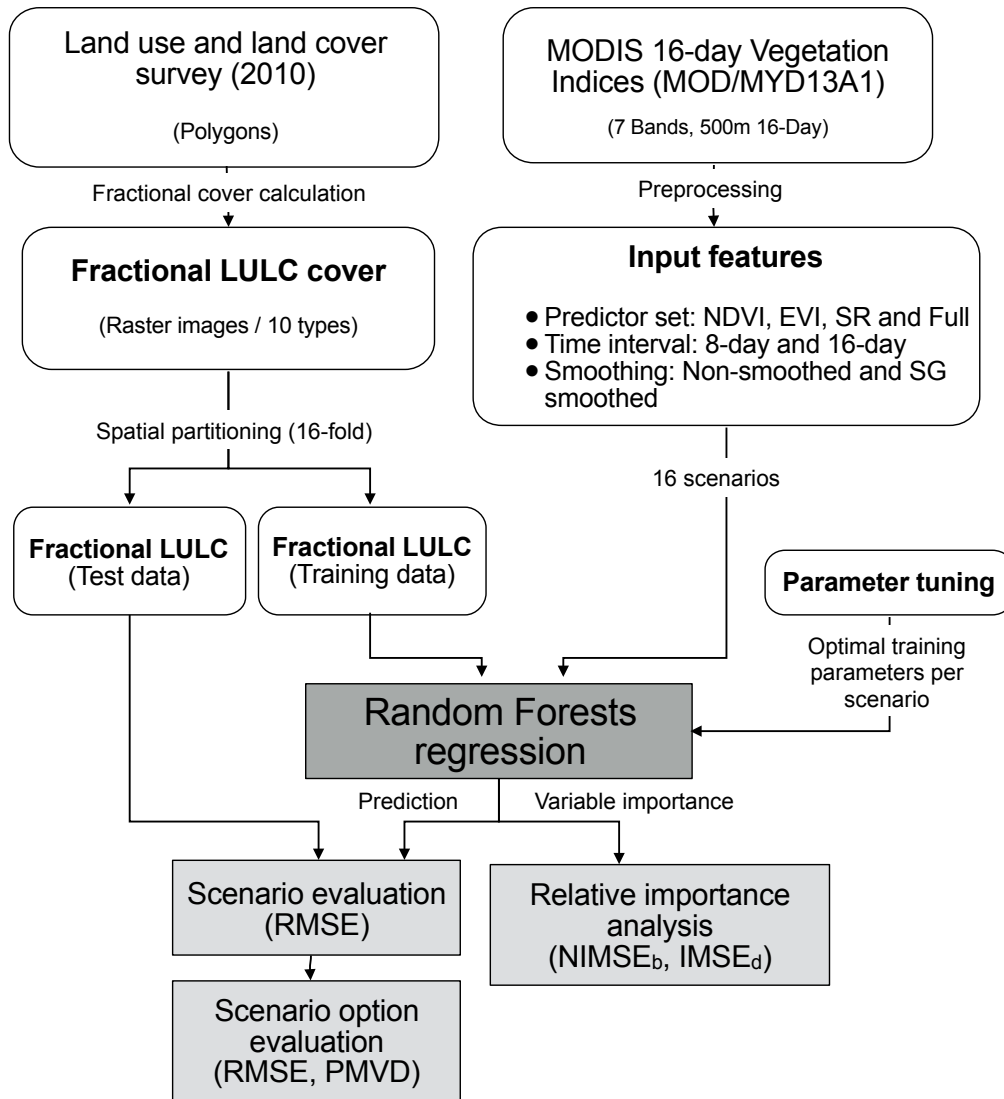 Land use and land cover
survey (2010)
(Polygons)
MODIS 16-day Vegetation
Indices (MOD/MYD13A1)
(7 Bands, 500m 16-Day)
Fractional cover calculation
Preprocessing
Fractional LULC cover
(Raster images / 10 types)
Input features
● Predictor set: NDVI, EVI, SR and Full
● Time interval: 8-day and 16-day
● Smoothing: Non-smoothed and SG
smoothed
Spatial partitioning (16-fold)
16 scenarios
Fractional LULC
(Test data)
Fractional LULC
(Training data)
Parameter tuning
Optimal training
parameters per
scenario
Random Forests
regression
Prediction
Variable importance
Scenario evaluation
(RMSE)
Relative importance
analysis
(NIMSEb, IMSEd)
Scenario option
evaluation
(RMSE, PMVD)